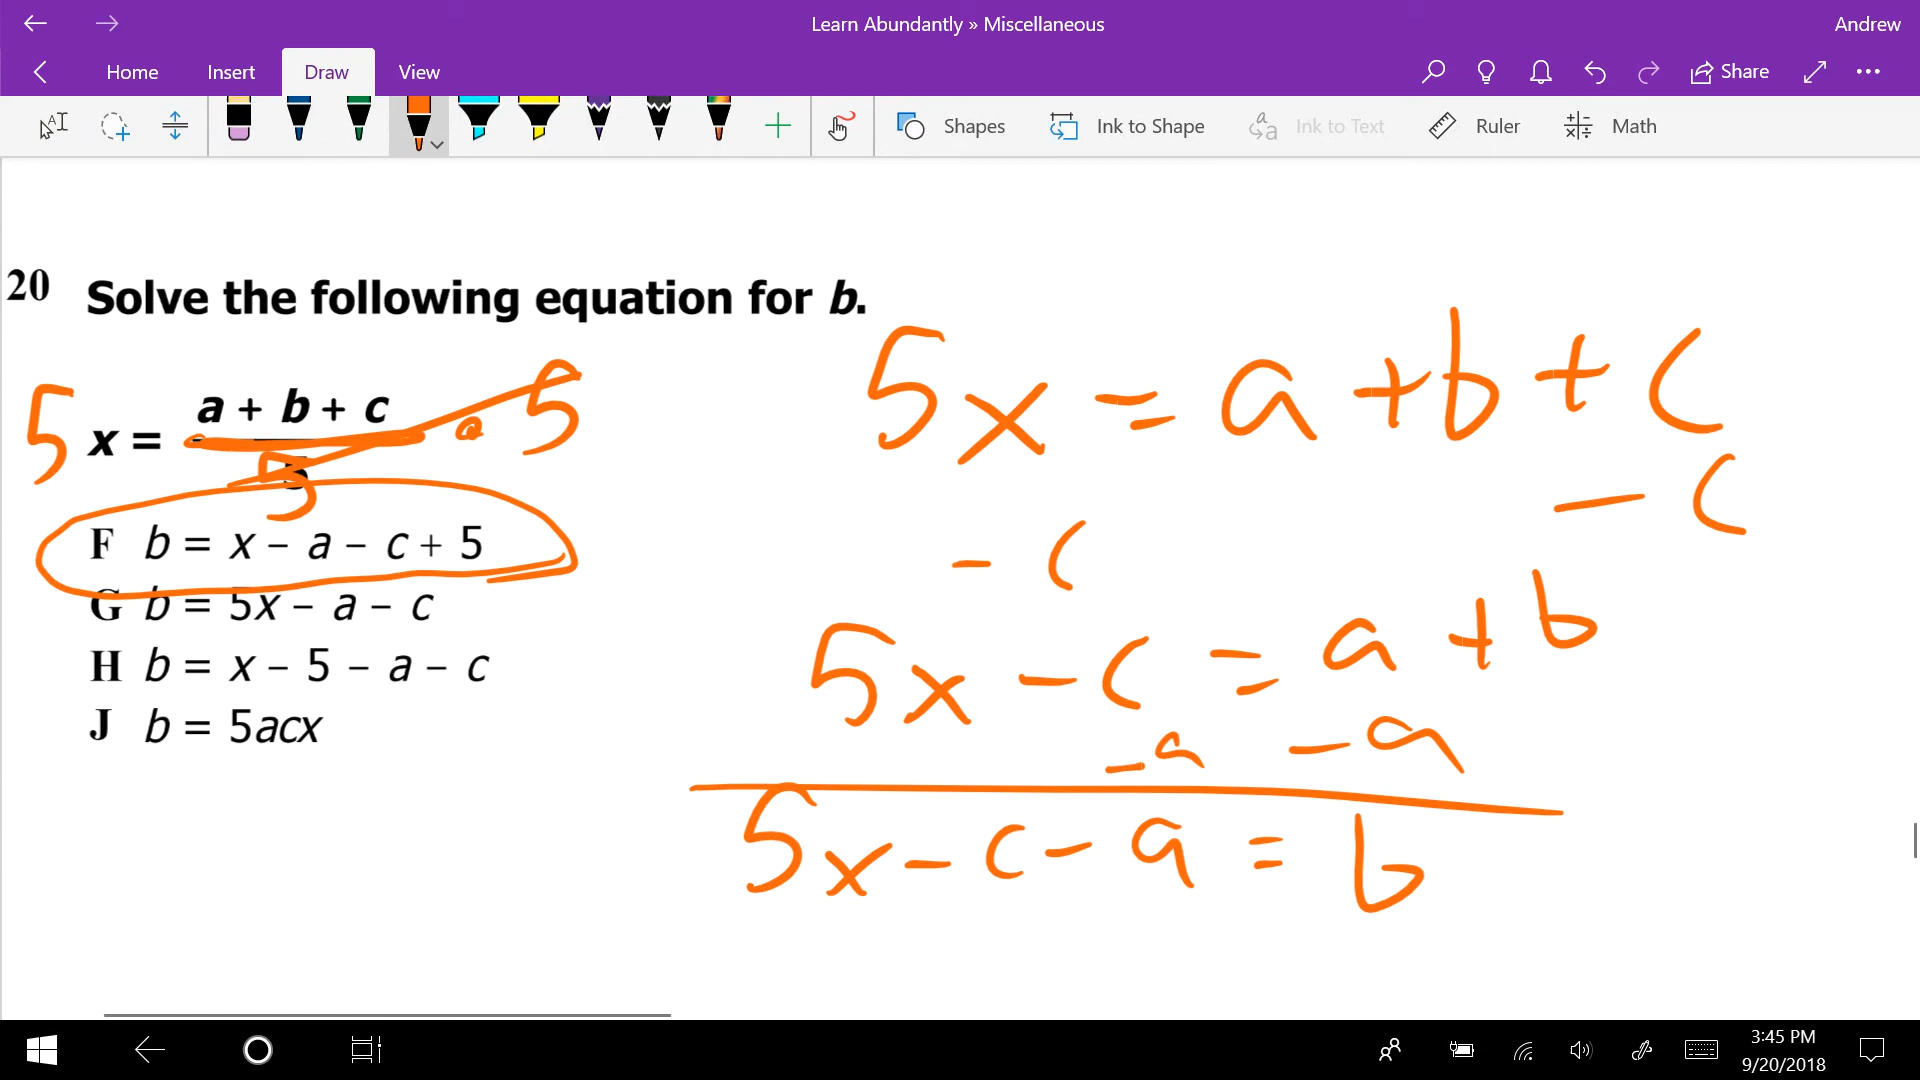 Learn Abundantly » Miscellaneous
Andrew
Home Insert Draw View
Share
Shapes Ink to Shape Ink to Text Ruler Math
20 Solve the following equation for b.
5 x = a + b + c / 5 • 5
5
F b = x – a – c + 5
G b = 5x – a – c
H b = x – 5 – a – c
J b = 5acx
5x = a + b + c
- c - c
5x - c = a + b
- a - a
5x - c - a = b
3:45 PM
9/20/2018